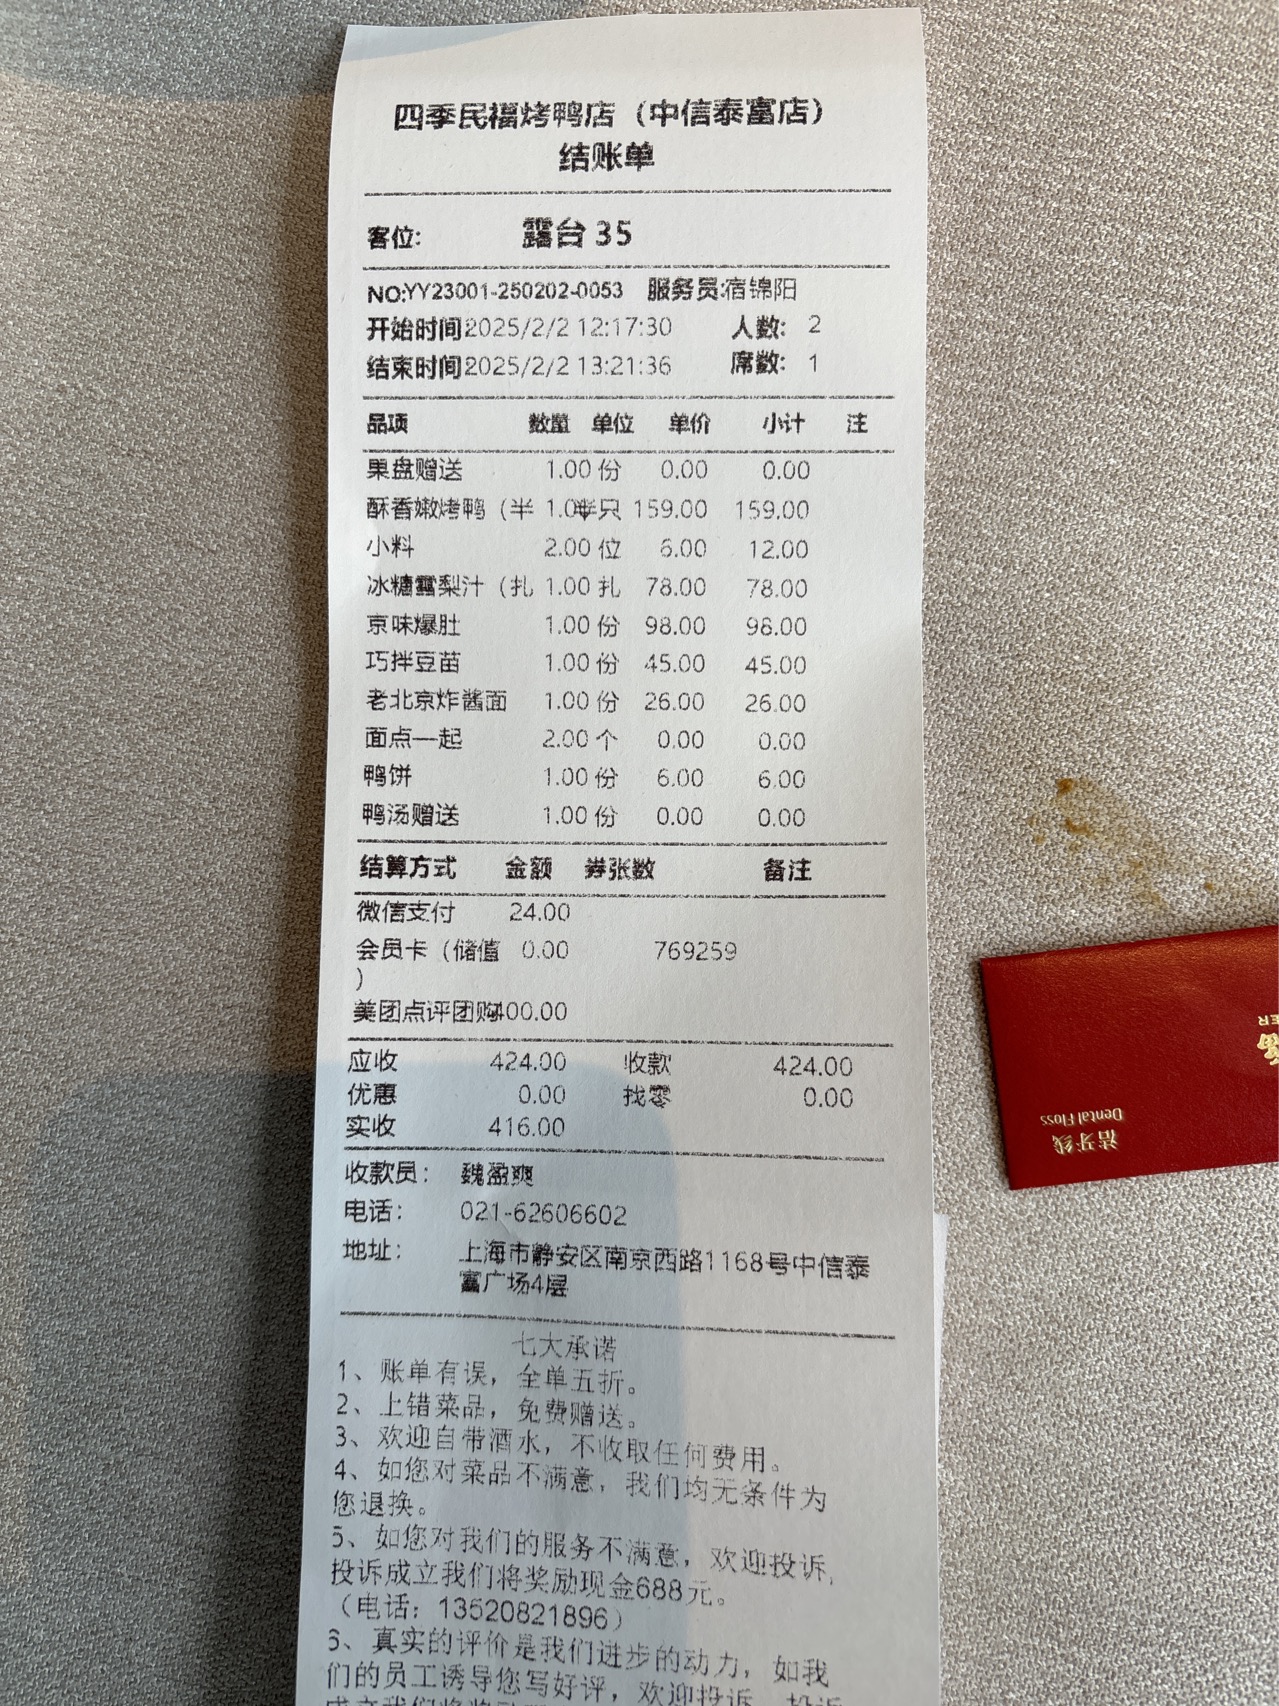 四季民福烤鸭店（中信泰富店）
结账单
客位: 露台 35
NO:YY23001-250202-0053 服务员:宿锦阳
开始时间2025/2/2 12:17:30 人数: 2
结束时间2025/2/2 13:21:36 席数: 1
品项 数量 单位 单价 小计 注
果盘赠送 1.00 份 0.00 0.00
酥香嫩烤鸭（半 1.00半只 159.00 159.00
小料 2.00 位 6.00 12.00
冰糖雪梨汁（扎 1.00 扎 78.00 78.00
京味爆肚 1.00 份 98.00 98.00
巧拌豆苗 1.00 份 45.00 45.00
老北京炸酱面 1.00 份 26.00 26.00
面点一起 2.00 个 0.00 0.00
鸭饼 1.00 份 6.00 6.00
鸭汤赠送 1.00 份 0.00 0.00
结算方式 金额 券张数 备注
微信支付 24.00
会员卡（储值 0.00 769259
）
美团点评团购400.00
应收 424.00 收款 424.00
优惠 0.00 找零 0.00
实收 416.00
收款员: 魏盈爽
电话: 021-62606602
地址: 上海市静安区南京西路1168号中信泰
富广场4层
七大承诺
1、账单有误，全单五折。
2、上错菜品，免费赠送。
3、欢迎自带酒水，不收取任何费用。
4、如您对菜品不满意，我们均无条件为
您退换。
5、如您对我们的服务不满意，欢迎投诉,
投诉成立我们将奖励现金688元。
（电话：13520821896）
6、真实的评价是我们进步的动力，如我
们的员工诱导您写好评，欢迎投诉，投诉
成立我们将奖
洁牙线
Dental Floss